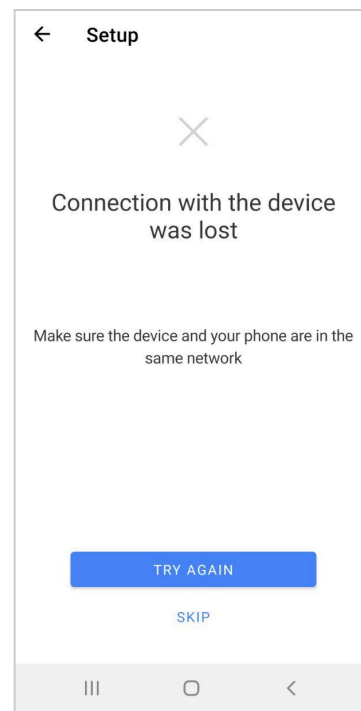 Setup
Connection with the device
was lost
Make sure the device and your phone are in the
same network
TRY AGAIN
SKIP